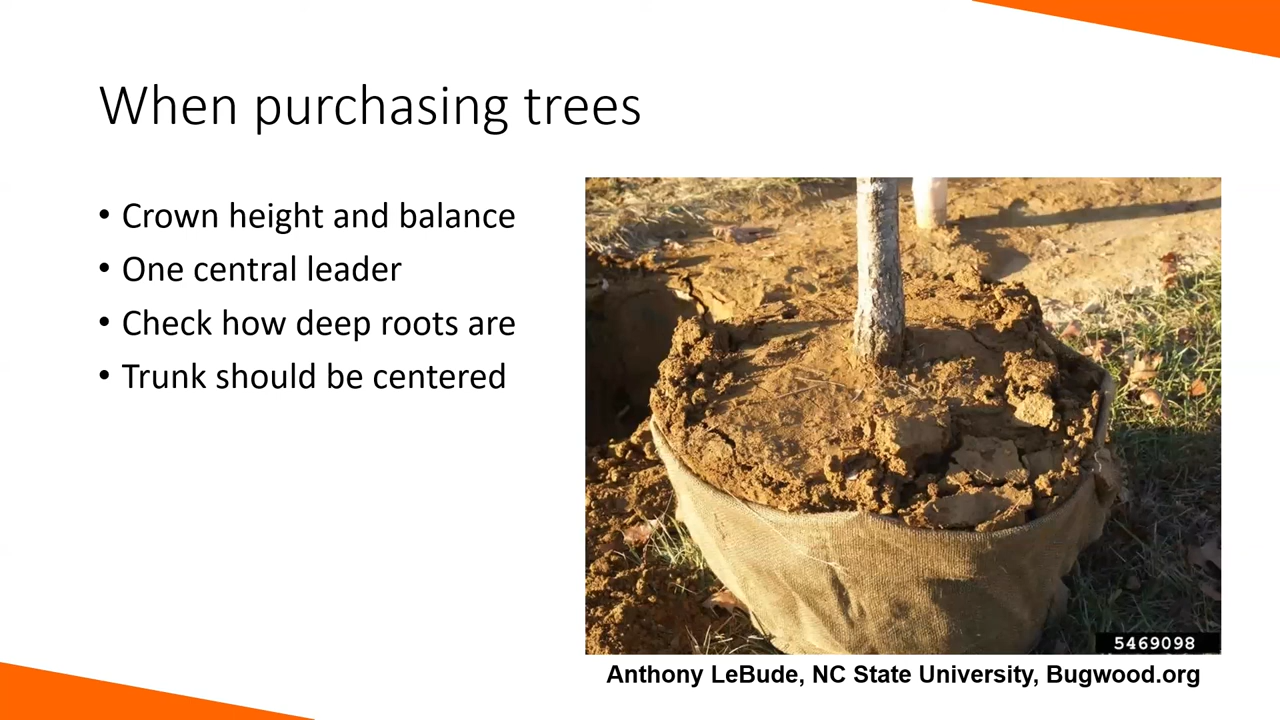 When purchasing trees
• Crown height and balance
• One central leader
• Check how deep roots are
• Trunk should be centered
5469098
Anthony LeBude, NC State University, Bugwood.org